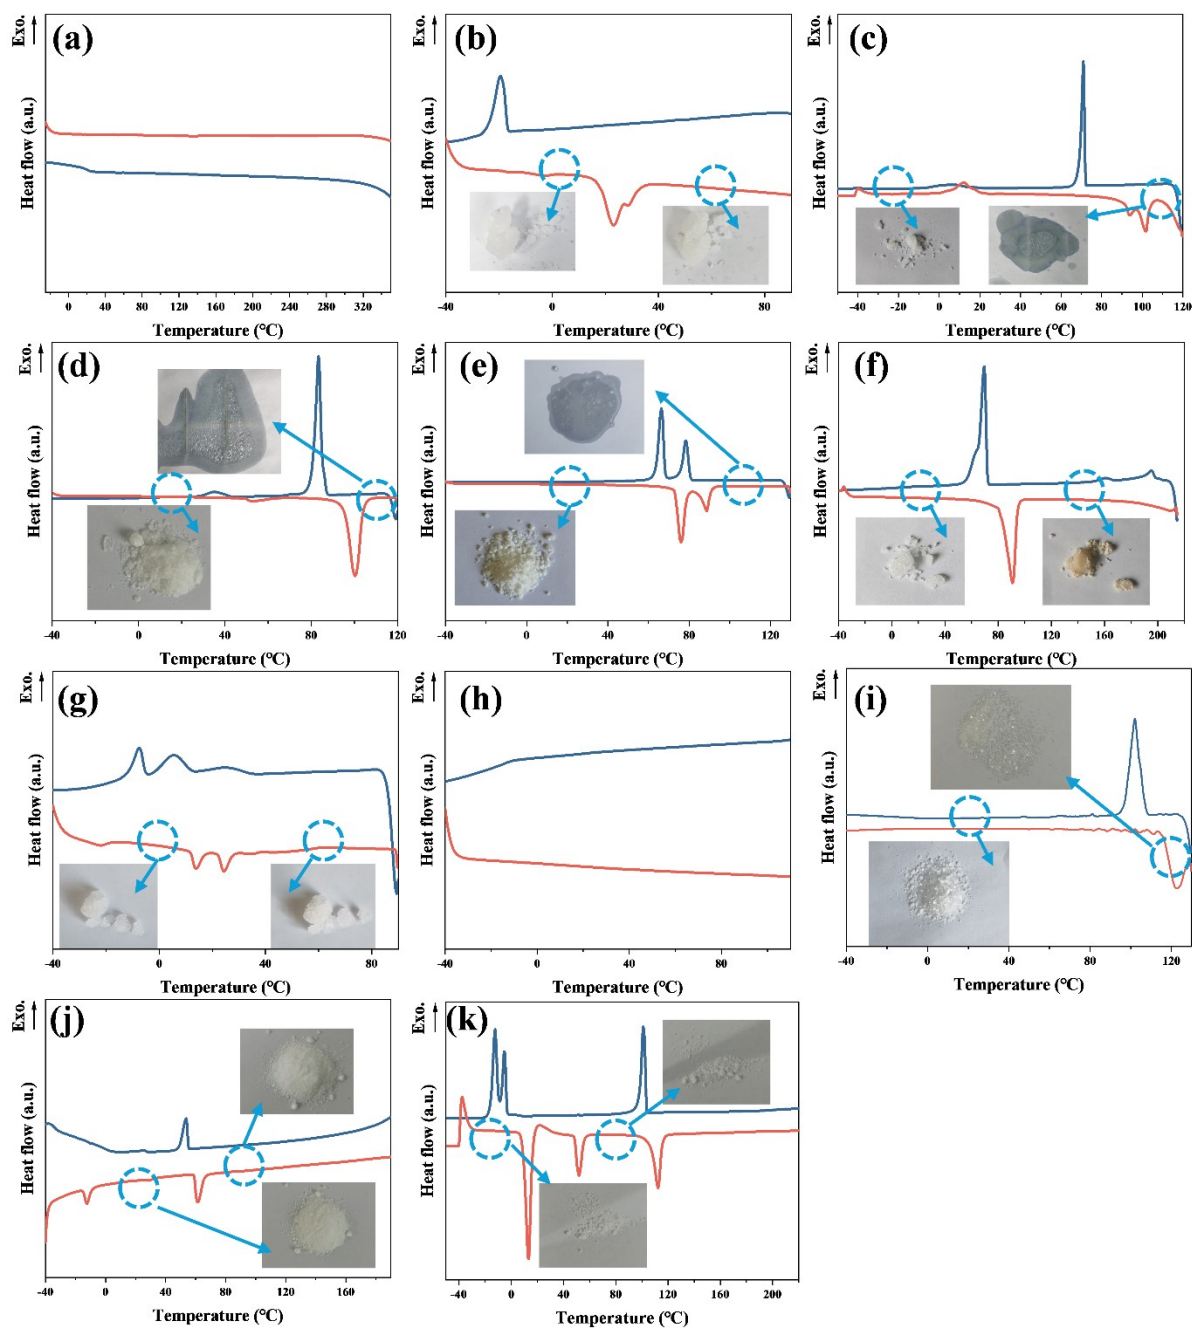 Exo.
(a)
Heat flow (a.u.)
0 40 80 120 160 200 240 280 320
Temperature (°C)
Exo.
(b)
Heat flow (a.u.)
-40 0 40 80
Temperature (°C)
Exo.
(c)
Heat flow (a.u.)
-40 -20 0 20 40 60 80 100 120
Temperature (°C)
Exo.
(d)
Heat flow (a.u.)
-40 0 40 80 120
Temperature (°C)
Exo.
(e)
Heat flow (a.u.)
-40 0 40 80 120
Temperature (°C)
Exo.
(f)
Heat flow (a.u.)
-40 0 40 80 120 160 200
Temperature (°C)
Exo.
(g)
Heat flow (a.u.)
-40 0 40 80
Temperature (°C)
Exo.
(h)
Heat flow (a.u.)
-40 0 40 80
Temperature (°C)
Exo.
(i)
Heat flow (a.u.)
-40 0 40 80 120
Temperature (°C)
Exo.
(j)
Heat flow (a.u.)
-40 0 40 80 120 160
Temperature (°C)
Exo.
(k)
Heat flow (a.u.)
-40 0 40 80 120 160 200
Temperature (°C)